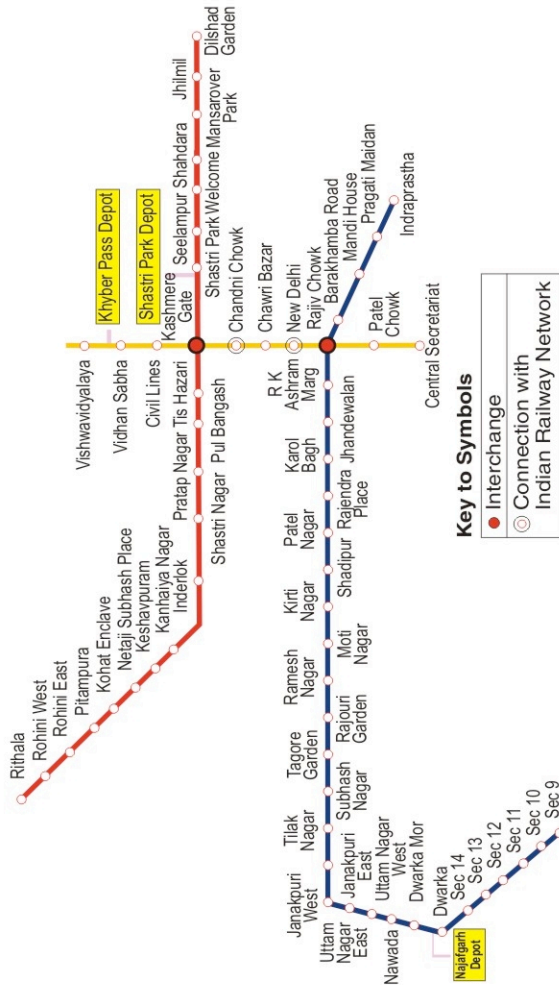 Rithala
Rohini West
Rohini East
Pitampura
Kohat Enclave
Netaji Subhash Place
Keshavpuram
Kanhaiya Nagar
Inderlok
Shastri Nagar
Pratap Nagar
Pul Bangash
Tis Hazari
Kashmere
Gate
Shastri Park
Seelampur
Welcome
Shahdara
Mansarover
Park
Jhilmil
Dilshad
Garden
Khyber Pass Depot
Shastri Park Depot
Vishwavidyalaya
Vidhan Sabha
Civil Lines
Chandhi Chowk
Chawri Bazar
New Delhi
Rajiv Chowk
Patel
Chowk
Central Secretariat
Indraprastha
Pragati Maidan
Mandi House
Barakhamba Road
R K
Ashram
Marg
Jhandewalan
Karol
Bagh
Rajendra
Place
Patel
Nagar
Shadipur
Kirti
Nagar
Moti
Nagar
Ramesh
Nagar
Rajouri
Garden
Tagore
Garden
Subhash
Nagar
Tilak
Nagar
Janakpuri
East
Janakpuri
West
Uttam
Nagar
East
Uttam Nagar
West
Nawada
Dwarka Mor
Dwarka
Najafgarh
Depot
Sec 14
Sec 13
Sec 12
Sec 11
Sec 10
Sec 9
Key to Symbols
Interchange
Connection with
Indian Railway Network